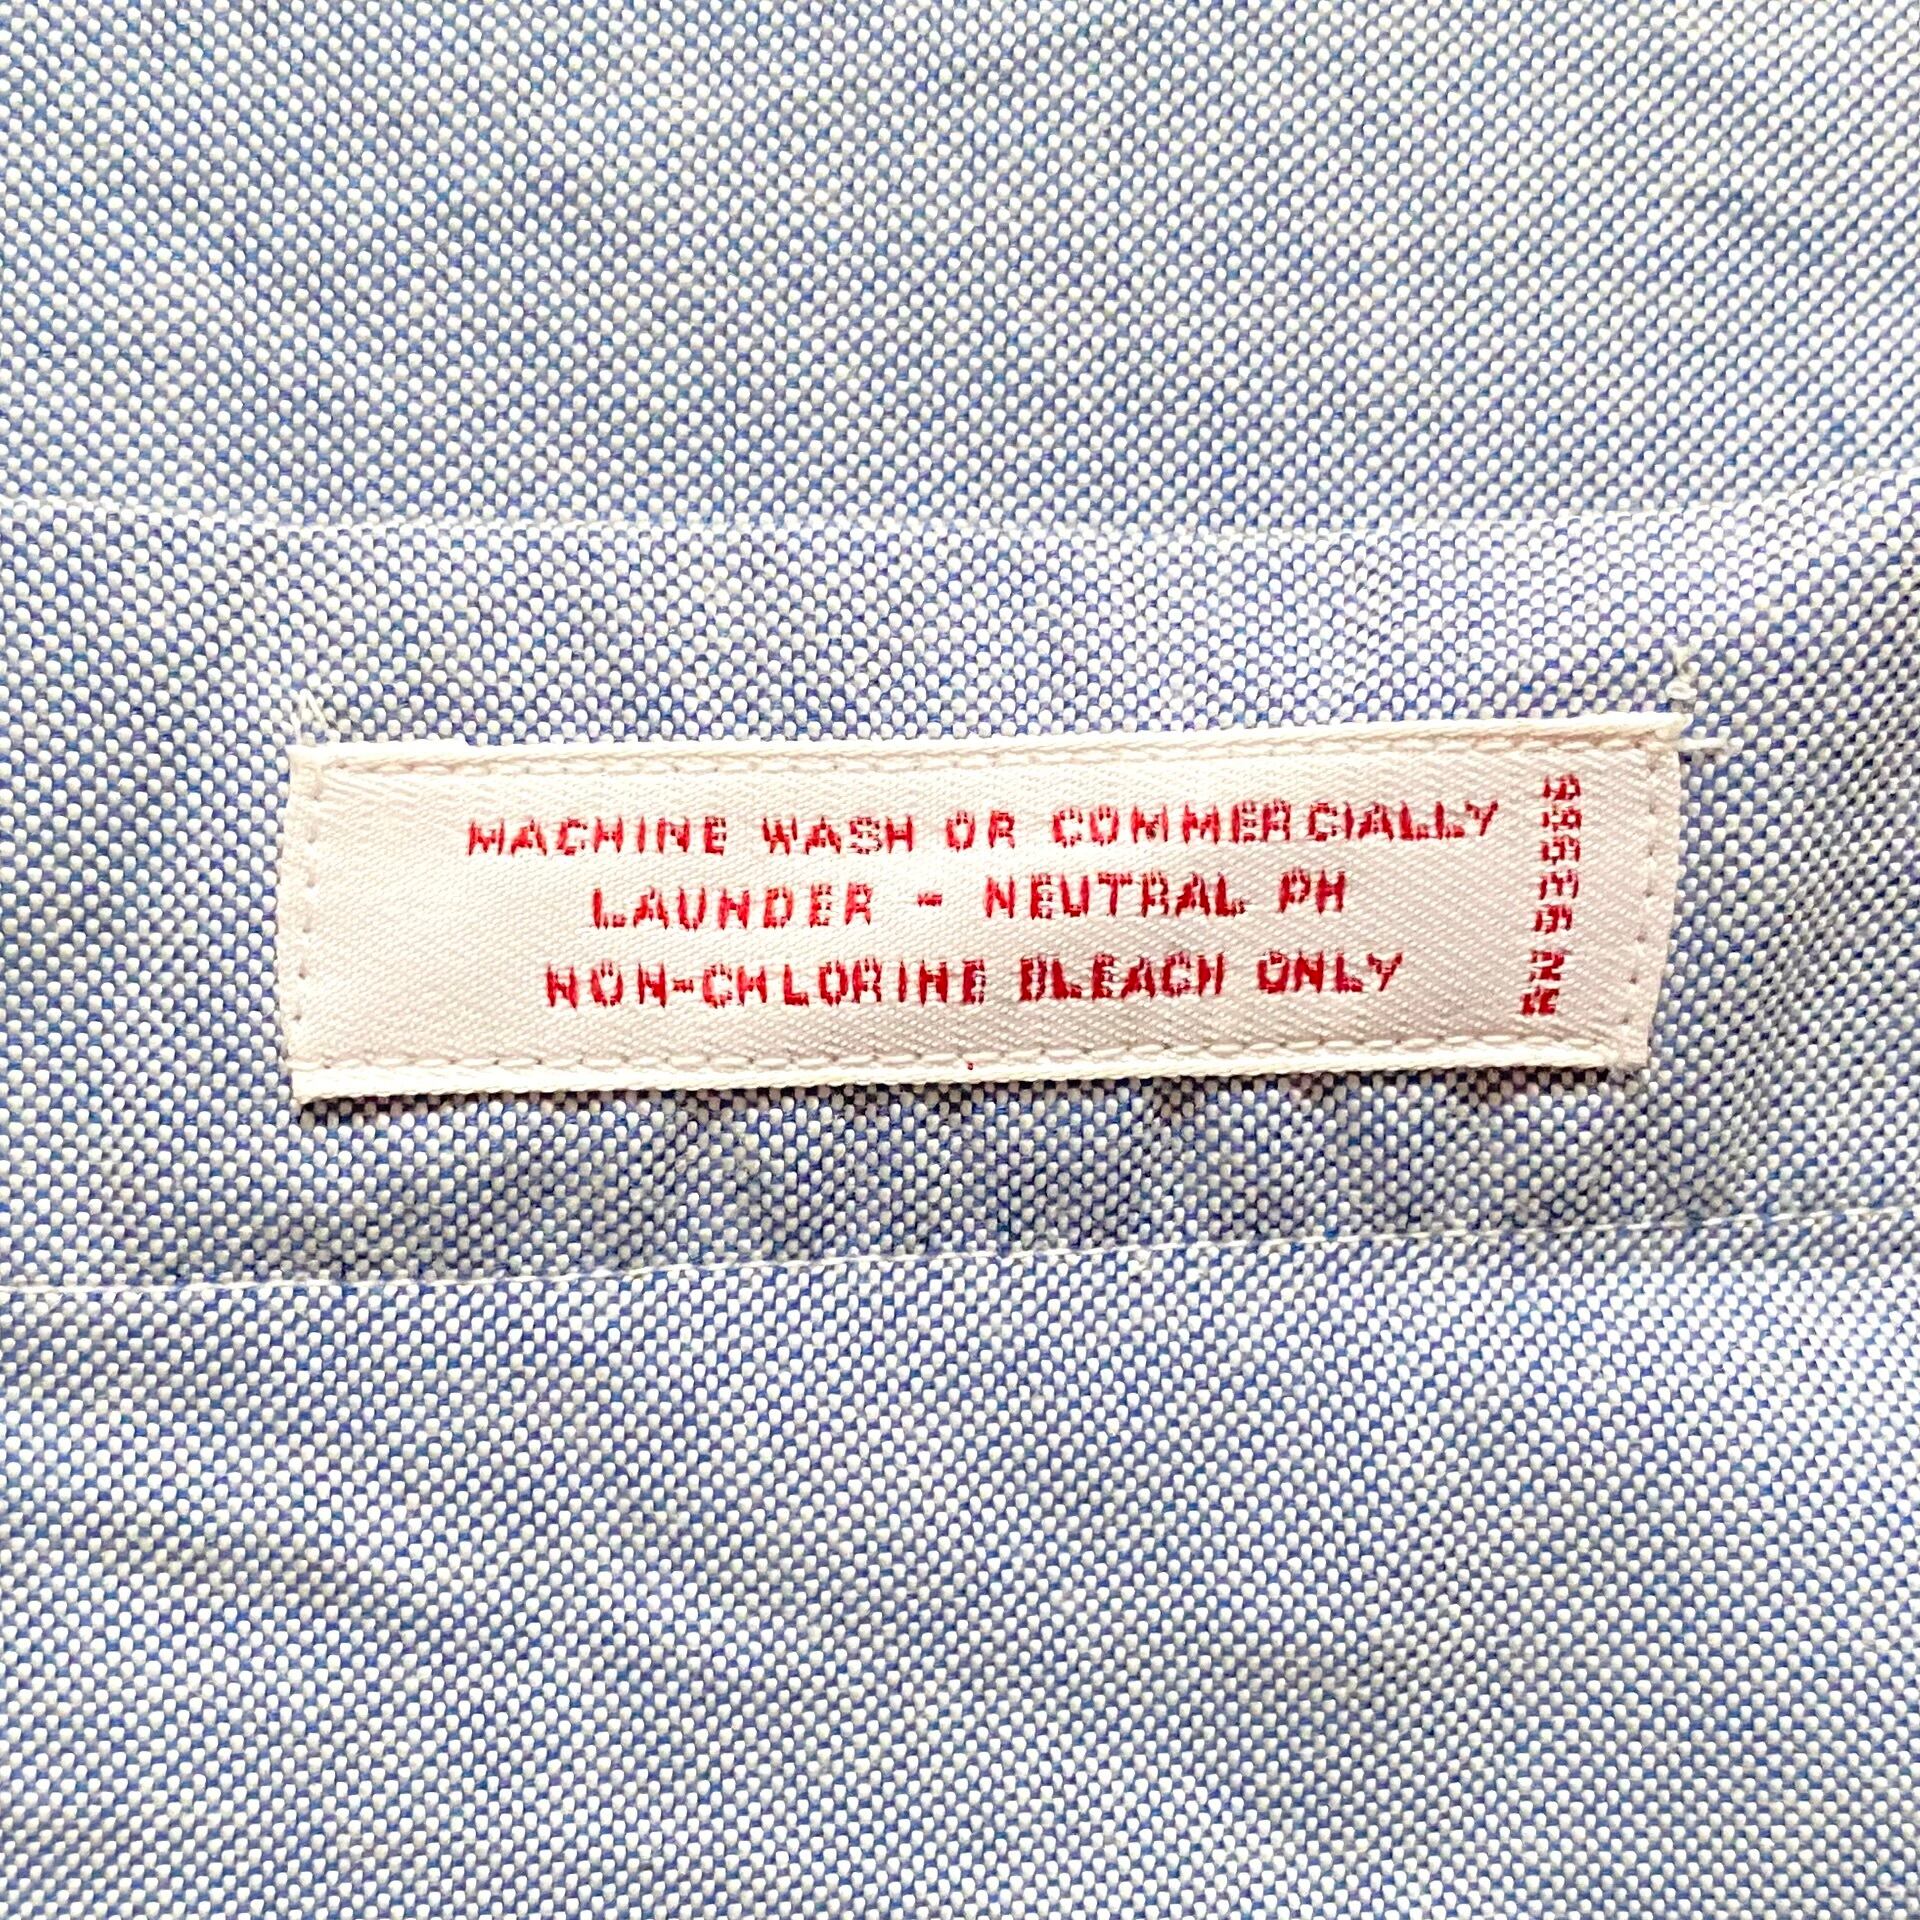 MACHINE WASH OR COMMERCIALLY
LAUNDER - NEUTRAL PH
NON-CHLORINE BLEACH ONLY